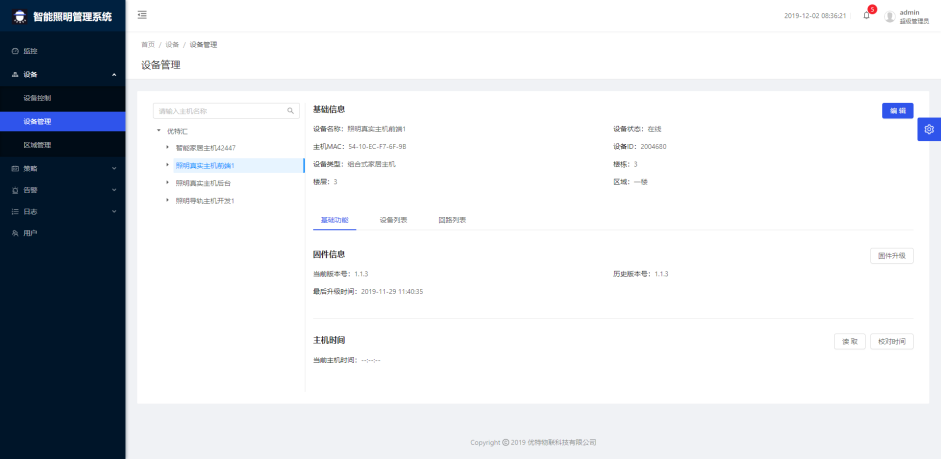 智能照明管理系统
2019-12-02 08:36:21
5
admin
超级管理员
监控
设备
设备控制
设备管理
区域管理
策略
告警
日志
用户
首页 / 设备 / 设备管理
设备管理
请输入主机名称
优特汇
智能家居主机42447
照明真实主机前端1
照明真实主机后台
照明导轨主机开发1
基础信息
编 辑
设备名称：照明真实主机前端1
设备状态：在线
主机MAC：54-10-EC-F7-6F-9B
设备ID：2004680
设备类型：组合式家居主机
楼栋：3
楼层：3
区域：一楼
基础功能 设备列表 回路列表
固件信息
固件升级
当前版本号：1.1.3
历史版本号：1.1.3
最后升级时间：2019-11-29 11:40:35
主机时间
读 取 校对时间
当前主机时间：--:--:--
Copyright © 2019 优特物联科技有限公司